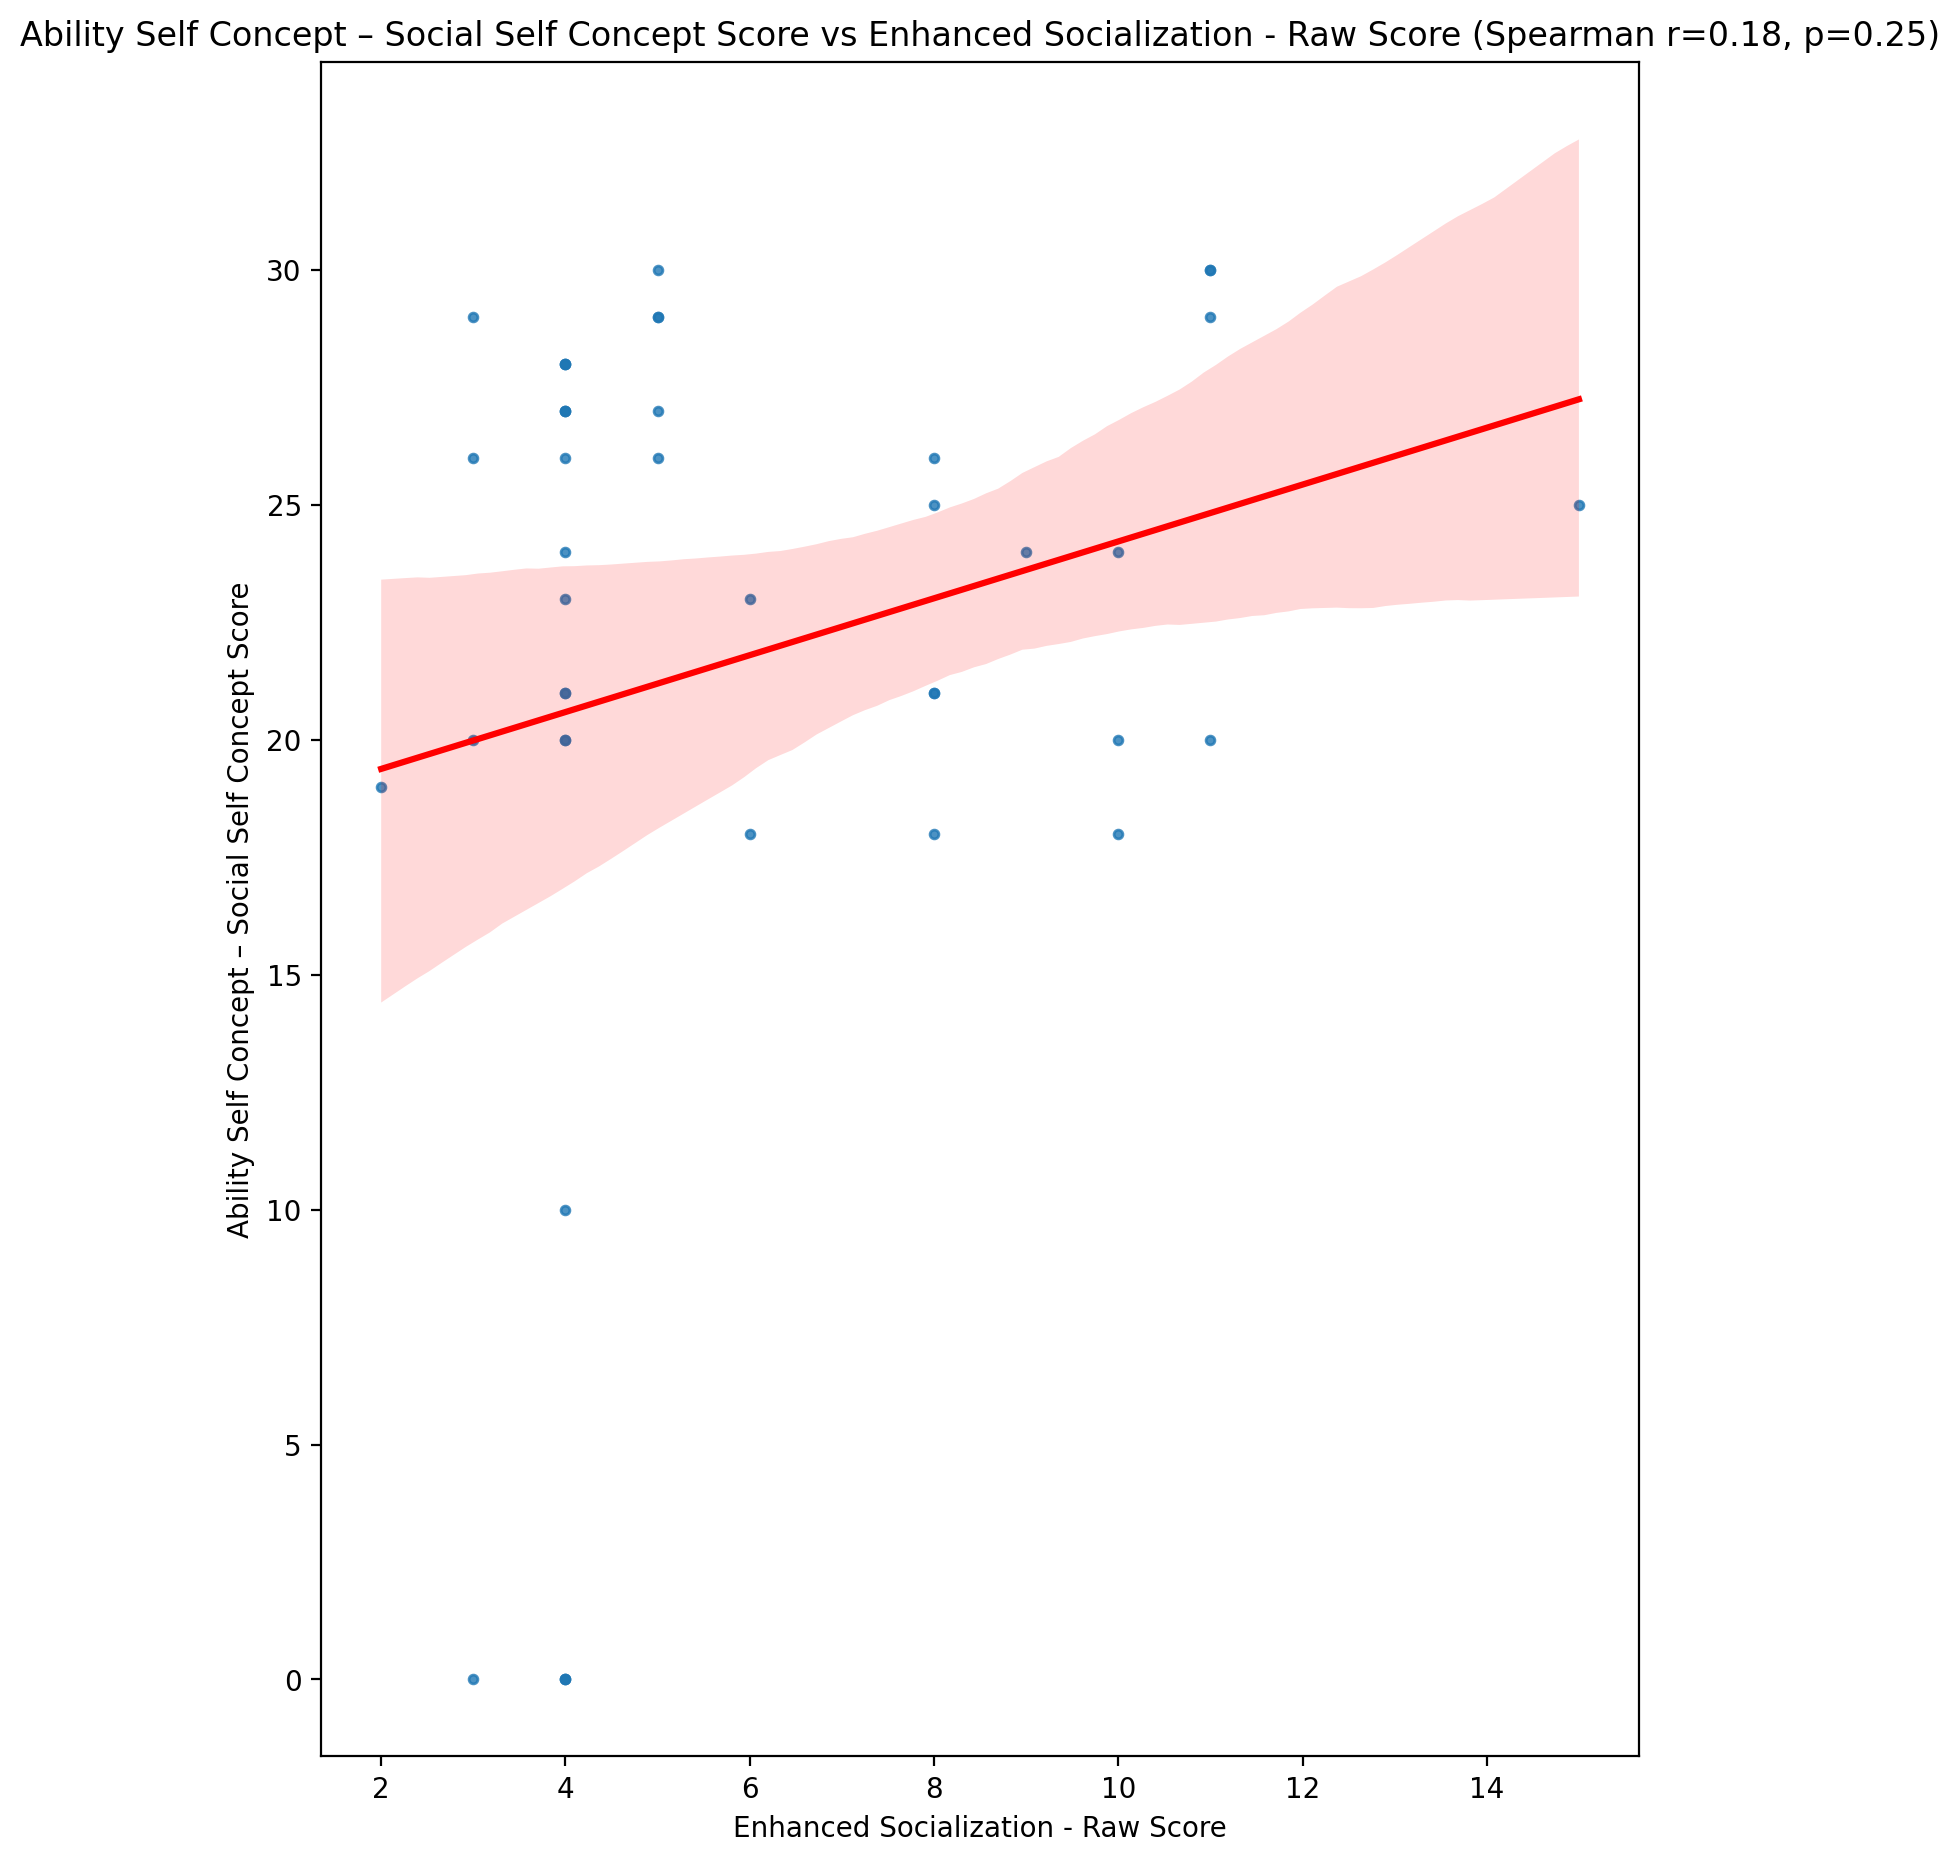 Ability Self Concept – Social Self Concept Score vs Enhanced Socialization - Raw Score (Spearman r=0.18, p=0.25)
Ability Self Concept – Social Self Concept Score
30
25
20
15
10
5
0
2 4 6 8 10 12 14
Enhanced Socialization - Raw Score